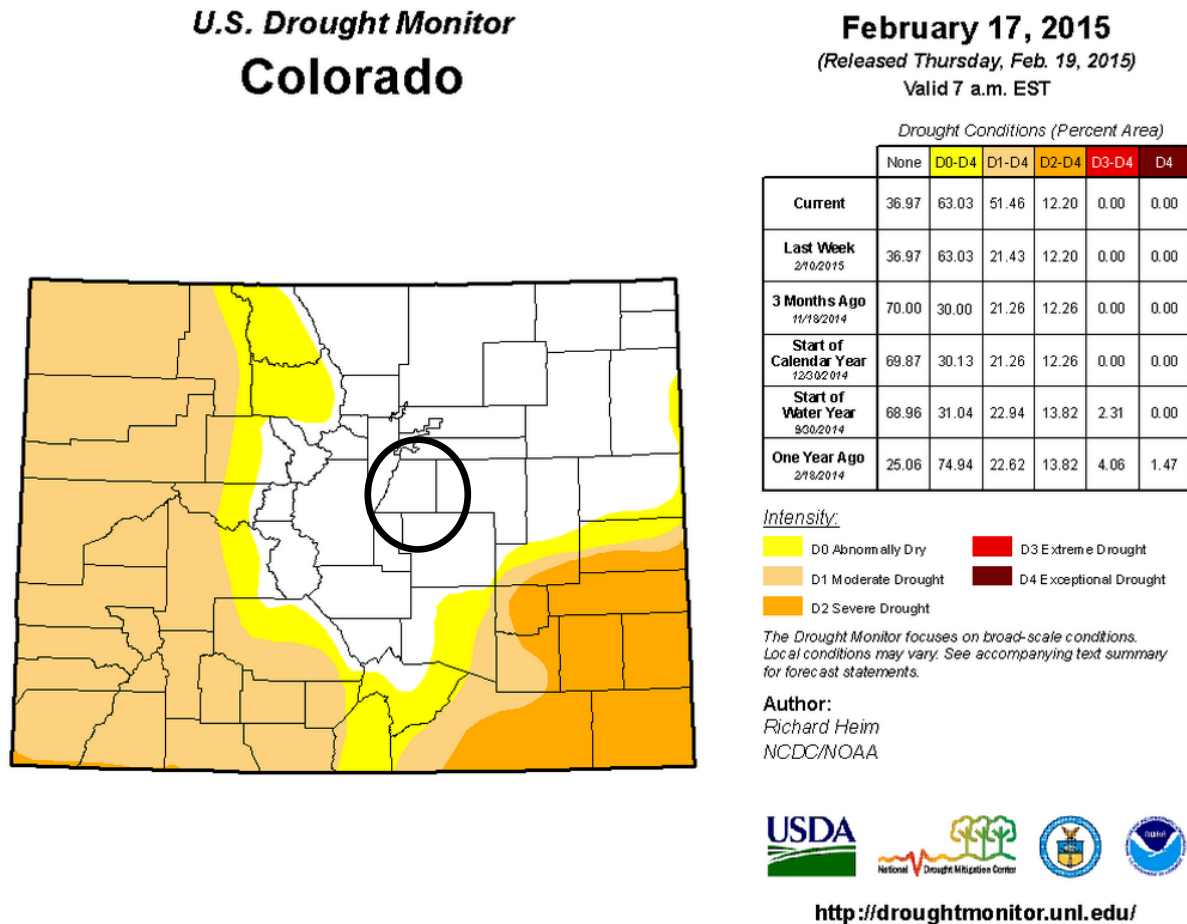 U.S. Drought Monitor
Colorado
February 17, 2015
(Released Thursday, Feb. 19, 2015)
Valid 7 a.m. EST
Drought Conditions (Percent Area)
None D0-D4 D1-D4 D2-D4 D3-D4 D4
Current 36.97 63.03 51.46 12.20 0.00 0.00
Last Week 36.97 63.03 21.43 12.20 0.00 0.00
2/10/2015
3 Months Ago 70.00 30.00 21.26 12.26 0.00 0.00
11/18/2014
Start of
Calendar Year 69.87 30.13 21.26 12.26 0.00 0.00
12/30/2014
Start of
Water Year 68.96 31.04 22.94 13.82 2.31 0.00
9/30/2014
One Year Ago 25.06 74.94 22.62 13.82 4.06 1.47
2/18/2014
Intensity:
D0 Abnormally Dry
D1 Moderate Drought
D2 Severe Drought
D3 Extreme Drought
D4 Exceptional Drought
The Drought Monitor focuses on broad-scale conditions.
Local conditions may vary. See accompanying text summary
for forecast statements.
Author:
Richard Heim
NCDC/NOAA
USDA
National Drought Mitigation Center
http://droughtmonitor.unl.edu/